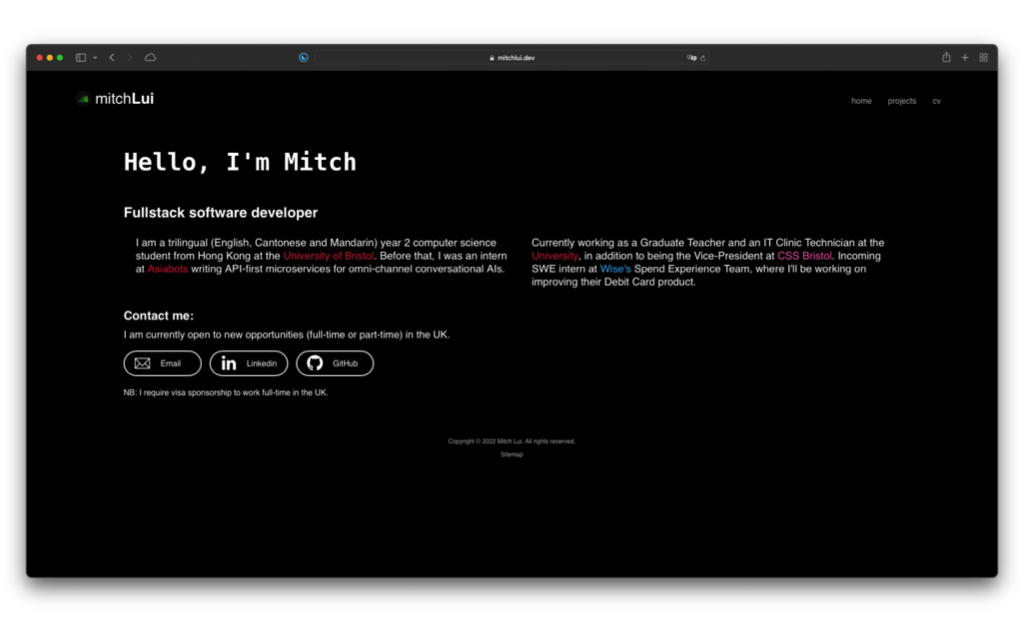 mitchlui.dev
mitchLui
home projects cv
Hello, I'm Mitch
Fullstack software developer
I am a trilingual (English, Cantonese and Mandarin) year 2 computer science
student from Hong Kong at the University of Bristol. Before that, I was an intern
at Asiabots writing API-first microservices for omni-channel conversational AIs.
Currently working as a Graduate Teacher and an IT Clinic Technician at the
University, in addition to being the Vice-President at CSS Bristol. Incoming
SWE intern at Wise's Spend Experience Team, where I'll be working on
improving their Debit Card product.
Contact me:
I am currently open to new opportunities (full-time or part-time) in the UK.
Email
in Linkedin
GitHub
NB: I require visa sponsorship to work full-time in the UK.
Copyright © 2022 Mitch Lui. All rights reserved.
Sitemap